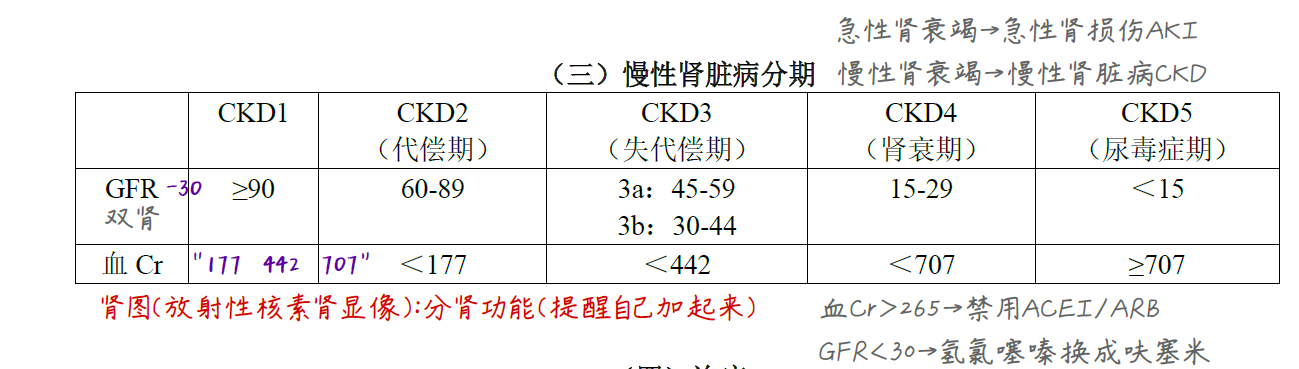 急性肾衰竭→急性肾损伤AKI
（三）慢性肾脏病分期 慢性肾衰竭→慢性肾脏病CKD
CKD1 CKD2 CKD3 CKD4 CKD5
（代偿期） （失代偿期） （肾衰期） （尿毒症期）
GFR -30 ≥90 60-89 3a：45-59 15-29 ＜15
双肾 3b：30-44
血 Cr "177 442 707" ＜177 ＜442 ＜707 ≥707
肾图(放射性核素肾显像):分肾功能(提醒自己加起来) 血Cr>265→禁用ACEI/ARB
GFR<30→氢氯噻嗪换成呋塞米